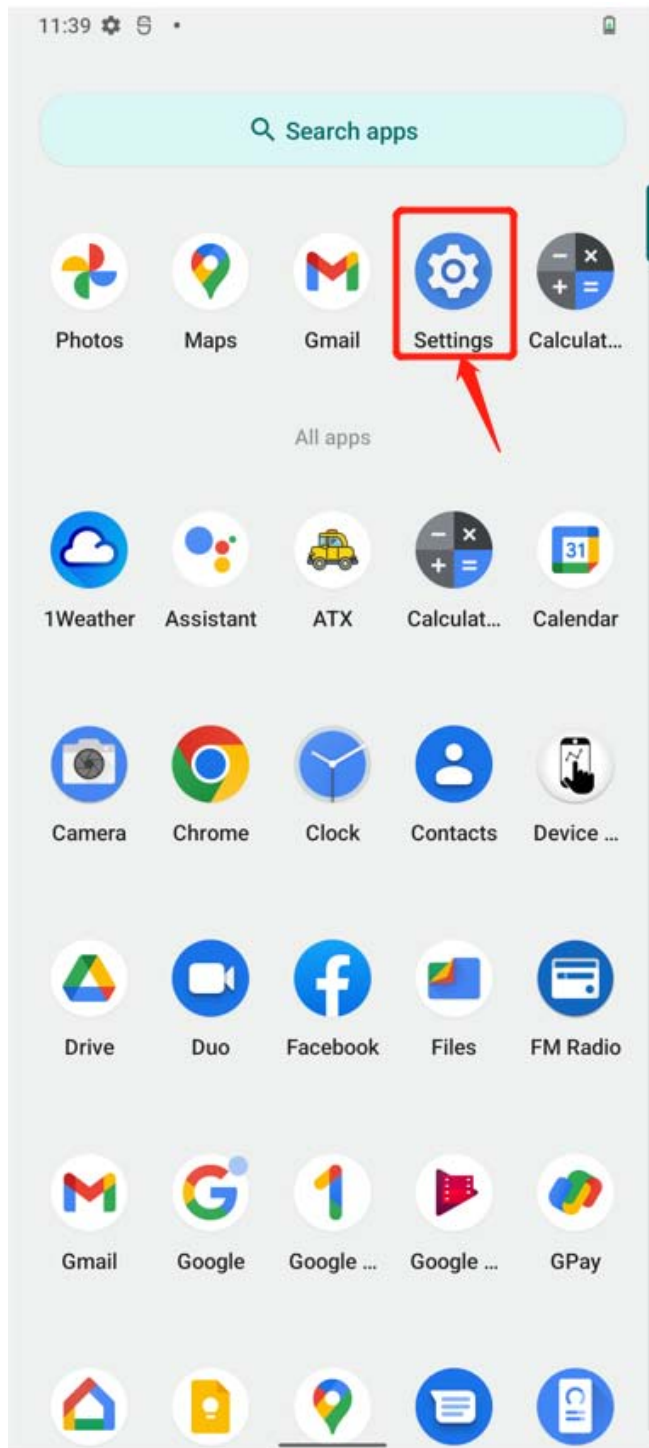 11:39
Search apps
Photos Maps Gmail Settings Calculat...
All apps
31
1Weather Assistant ATX Calculat... Calendar
Camera Chrome Clock Contacts Device ...
Drive Duo Facebook Files FM Radio
Gmail Google Google ... Google ... GPay